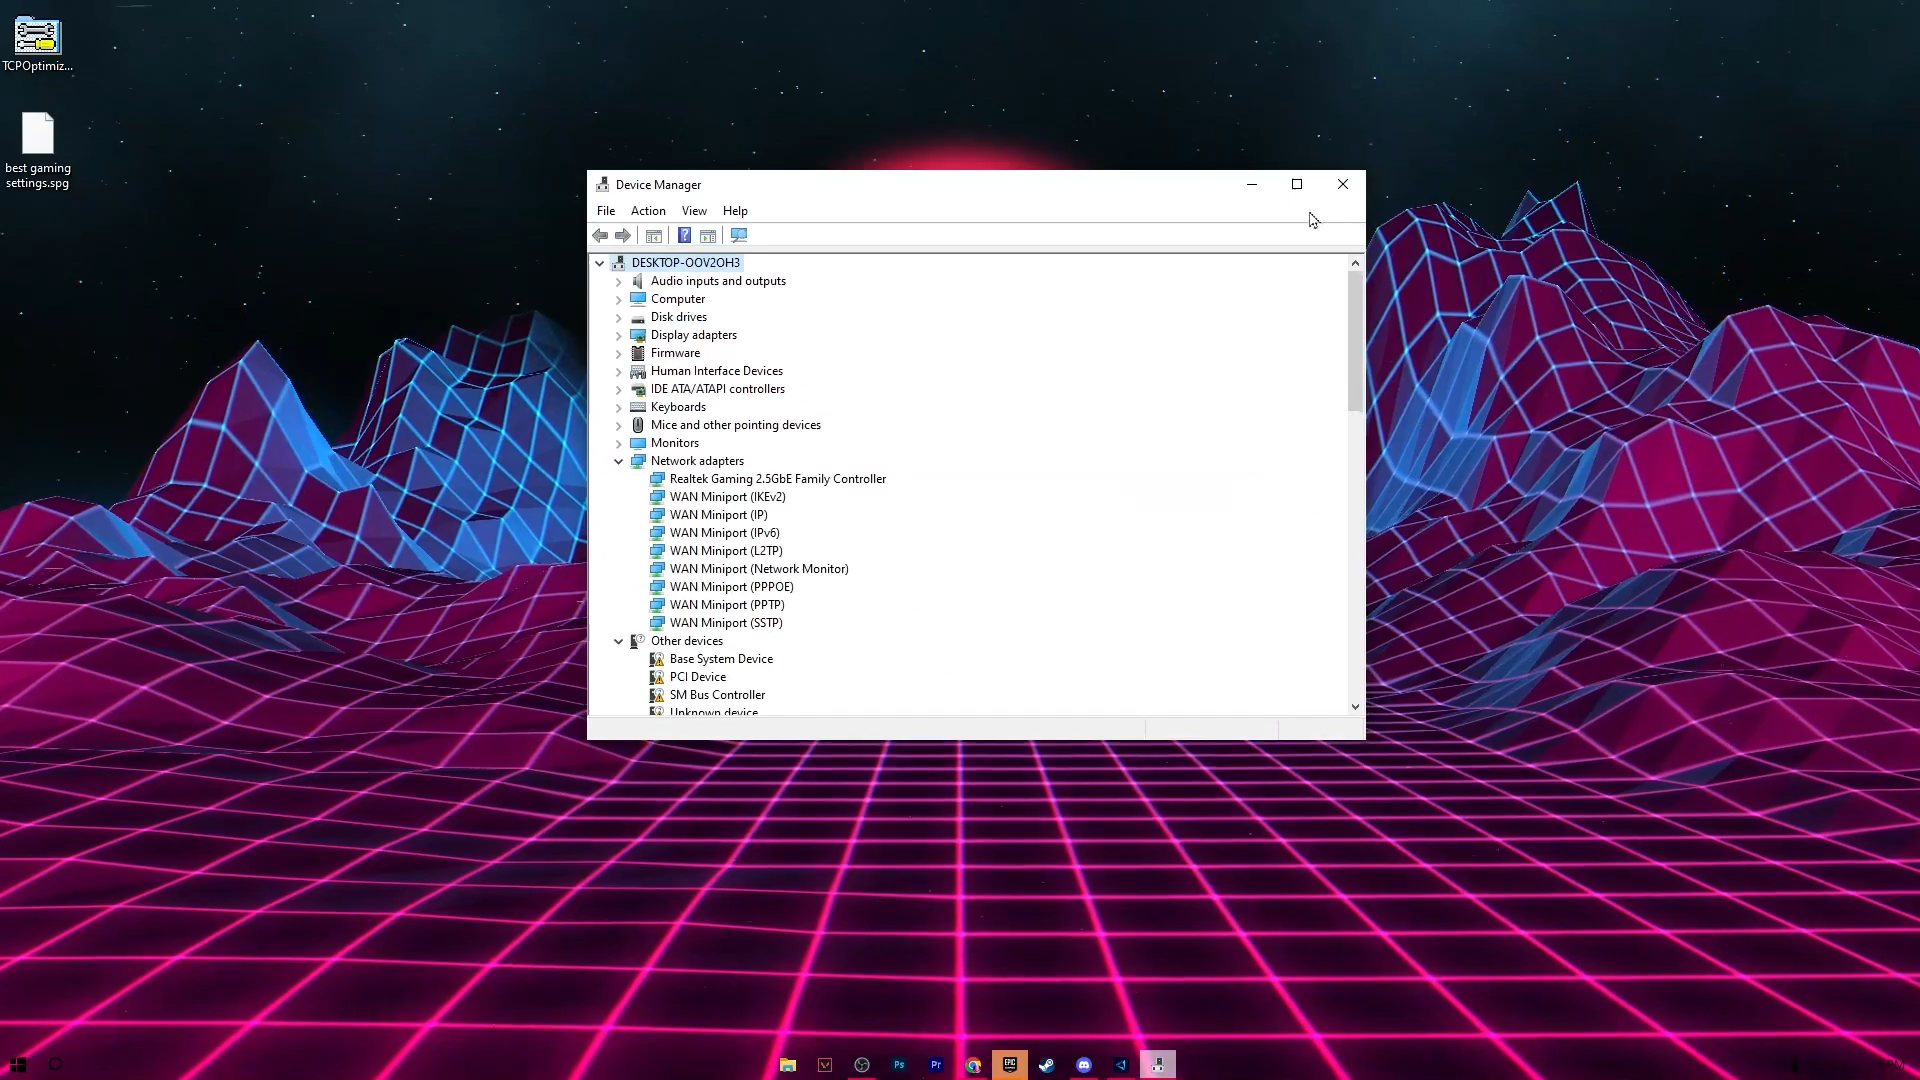 TCPOptimiz...
best gaming
settings.spg
Device Manager
File Action View Help
DESKTOP-OOV2OH3
Audio inputs and outputs
Computer
Disk drives
Display adapters
Firmware
Human Interface Devices
IDE ATA/ATAPI controllers
Keyboards
Mice and other pointing devices
Monitors
Network adapters
Realtek Gaming 2.5GbE Family Controller
WAN Miniport (IKEv2)
WAN Miniport (IP)
WAN Miniport (IPv6)
WAN Miniport (L2TP)
WAN Miniport (Network Monitor)
WAN Miniport (PPPOE)
WAN Miniport (PPTP)
WAN Miniport (SSTP)
Other devices
Base System Device
PCI Device
SM Bus Controller
Unknown device
Ps
Pr
EPIC